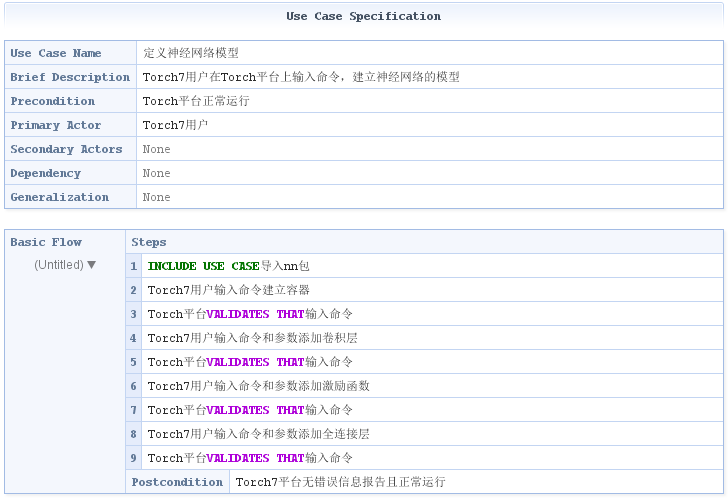 Use Case Specification
Use Case Name 定义神经网络模型
Brief Description Torch7用户在Torch平台上输入命令，建立神经网络的模型
Precondition Torch平台正常运行
Primary Actor Torch7用户
Secondary Actors None
Dependency None
Generalization None
Basic Flow Steps
(Untitled) ▼
1 INCLUDE USE CASE导入nn包
2 Torch7用户输入命令建立容器
3 Torch平台VALIDATES THAT输入命令
4 Torch7用户输入命令和参数添加卷积层
5 Torch平台VALIDATES THAT输入命令
6 Torch7用户输入命令和参数添加激励函数
7 Torch平台VALIDATES THAT输入命令
8 Torch7用户输入命令和参数添加全连接层
9 Torch平台VALIDATES THAT输入命令
Postcondition Torch7平台无错误信息报告且正常运行